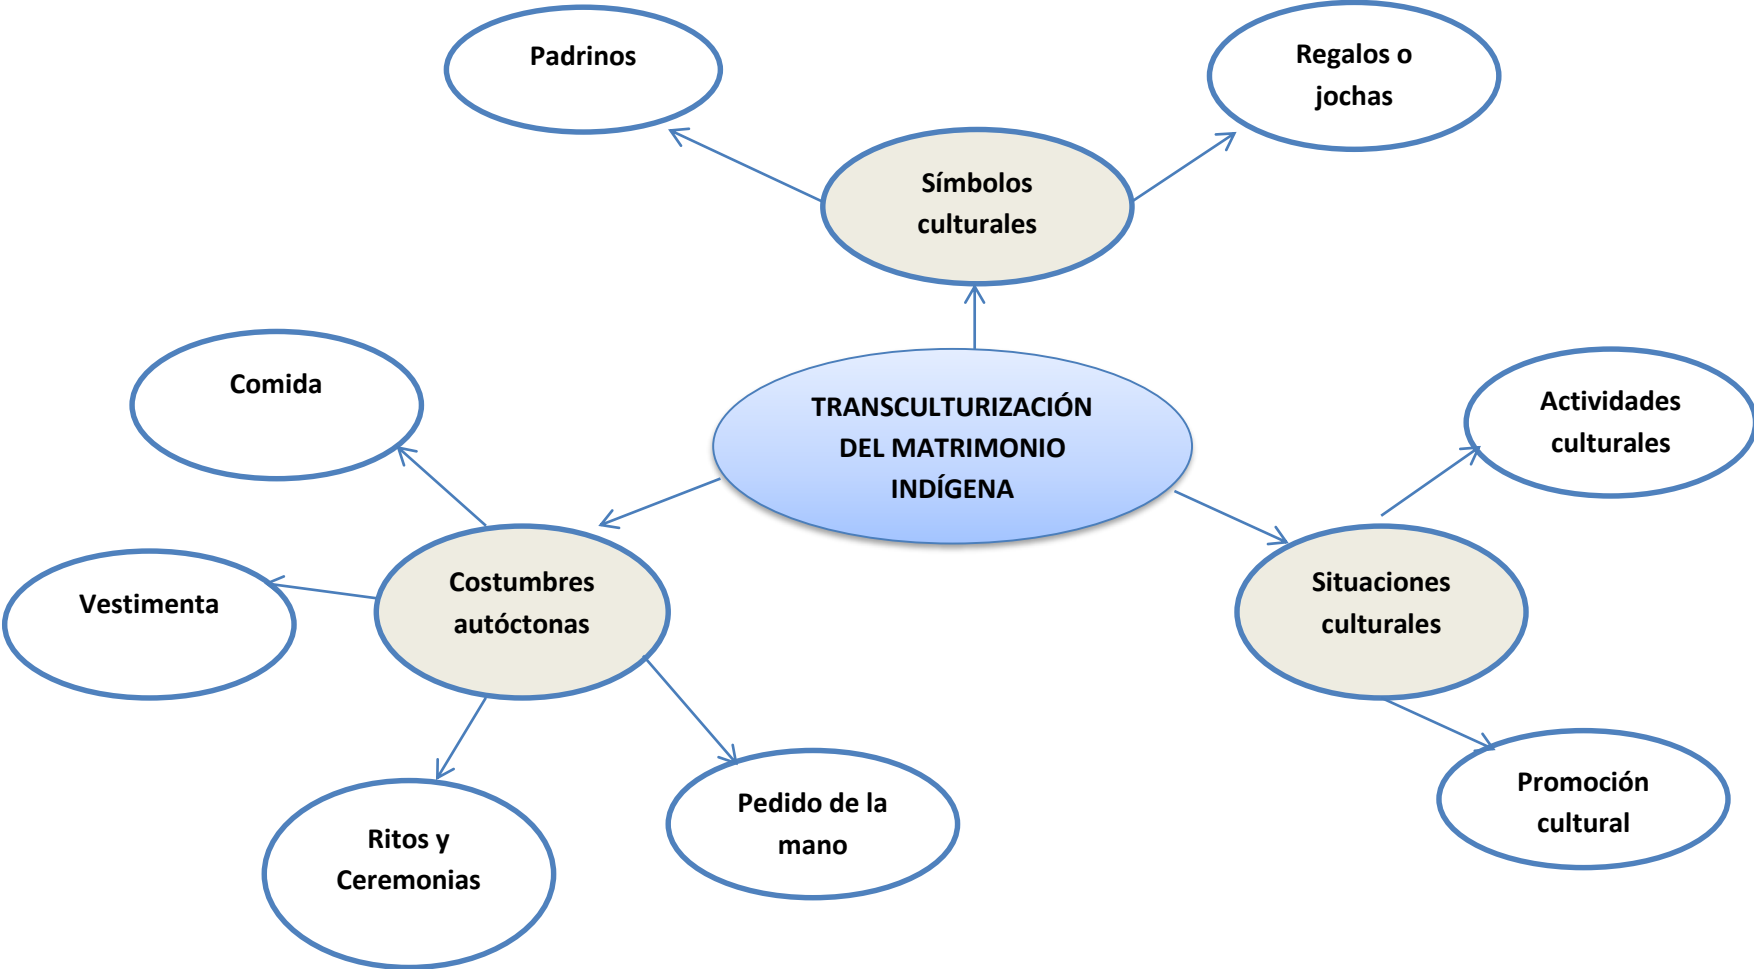 Padrinos
Regalos o
jochas
Símbolos
culturales
Comida
TRANSCULTURIZACIÓN
DEL MATRIMONIO
INDÍGENA
Actividades
culturales
Vestimenta
Costumbres
autóctonas
Situaciones
culturales
Ritos y
Ceremonias
Pedido de la
mano
Promoción
cultural